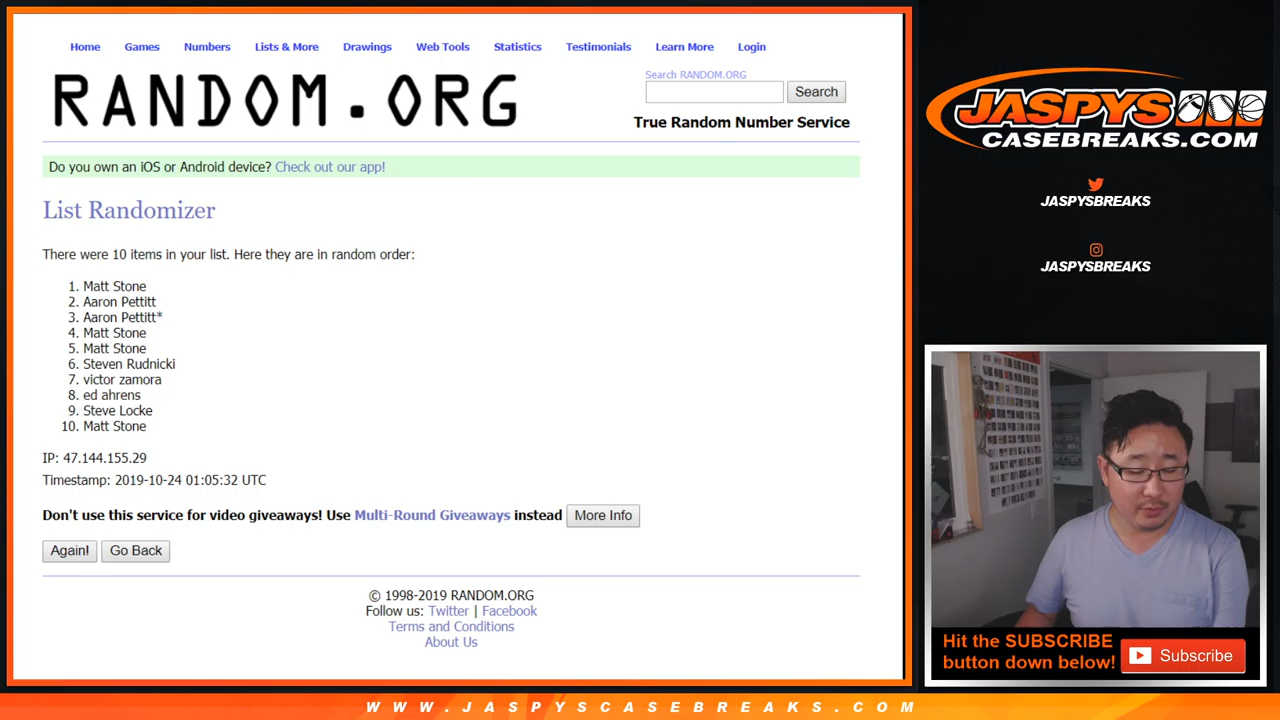 Home Games Numbers Lists & More Drawings Web Tools Statistics Testimonials Learn More Login
RANDOM.ORG
Search RANDOM.ORG
Search
True Random Number Service
Do you own an iOS or Android device? Check out our app!
List Randomizer
There were 10 items in your list. Here they are in random order:
1. Matt Stone
2. Aaron Pettitt
3. Aaron Pettitt*
4. Matt Stone
5. Matt Stone
6. Steven Rudnicki
7. victor zamora
8. ed ahrens
9. Steve Locke
10. Matt Stone
IP: 47.144.155.29
Timestamp: 2019-10-24 01:05:32 UTC
Don't use this service for video giveaways! Use Multi-Round Giveaways instead More Info
Again! Go Back
© 1998-2019 RANDOM.ORG
Follow us: Twitter | Facebook
Terms and Conditions
About Us
JASPYS
CASEBREAKS.COM
JASPYSBREAKS
JASPYSBREAKS
Hit the SUBSCRIBE
button down below!
Subscribe
WWW.JASPYSCASEBREAKS.COM